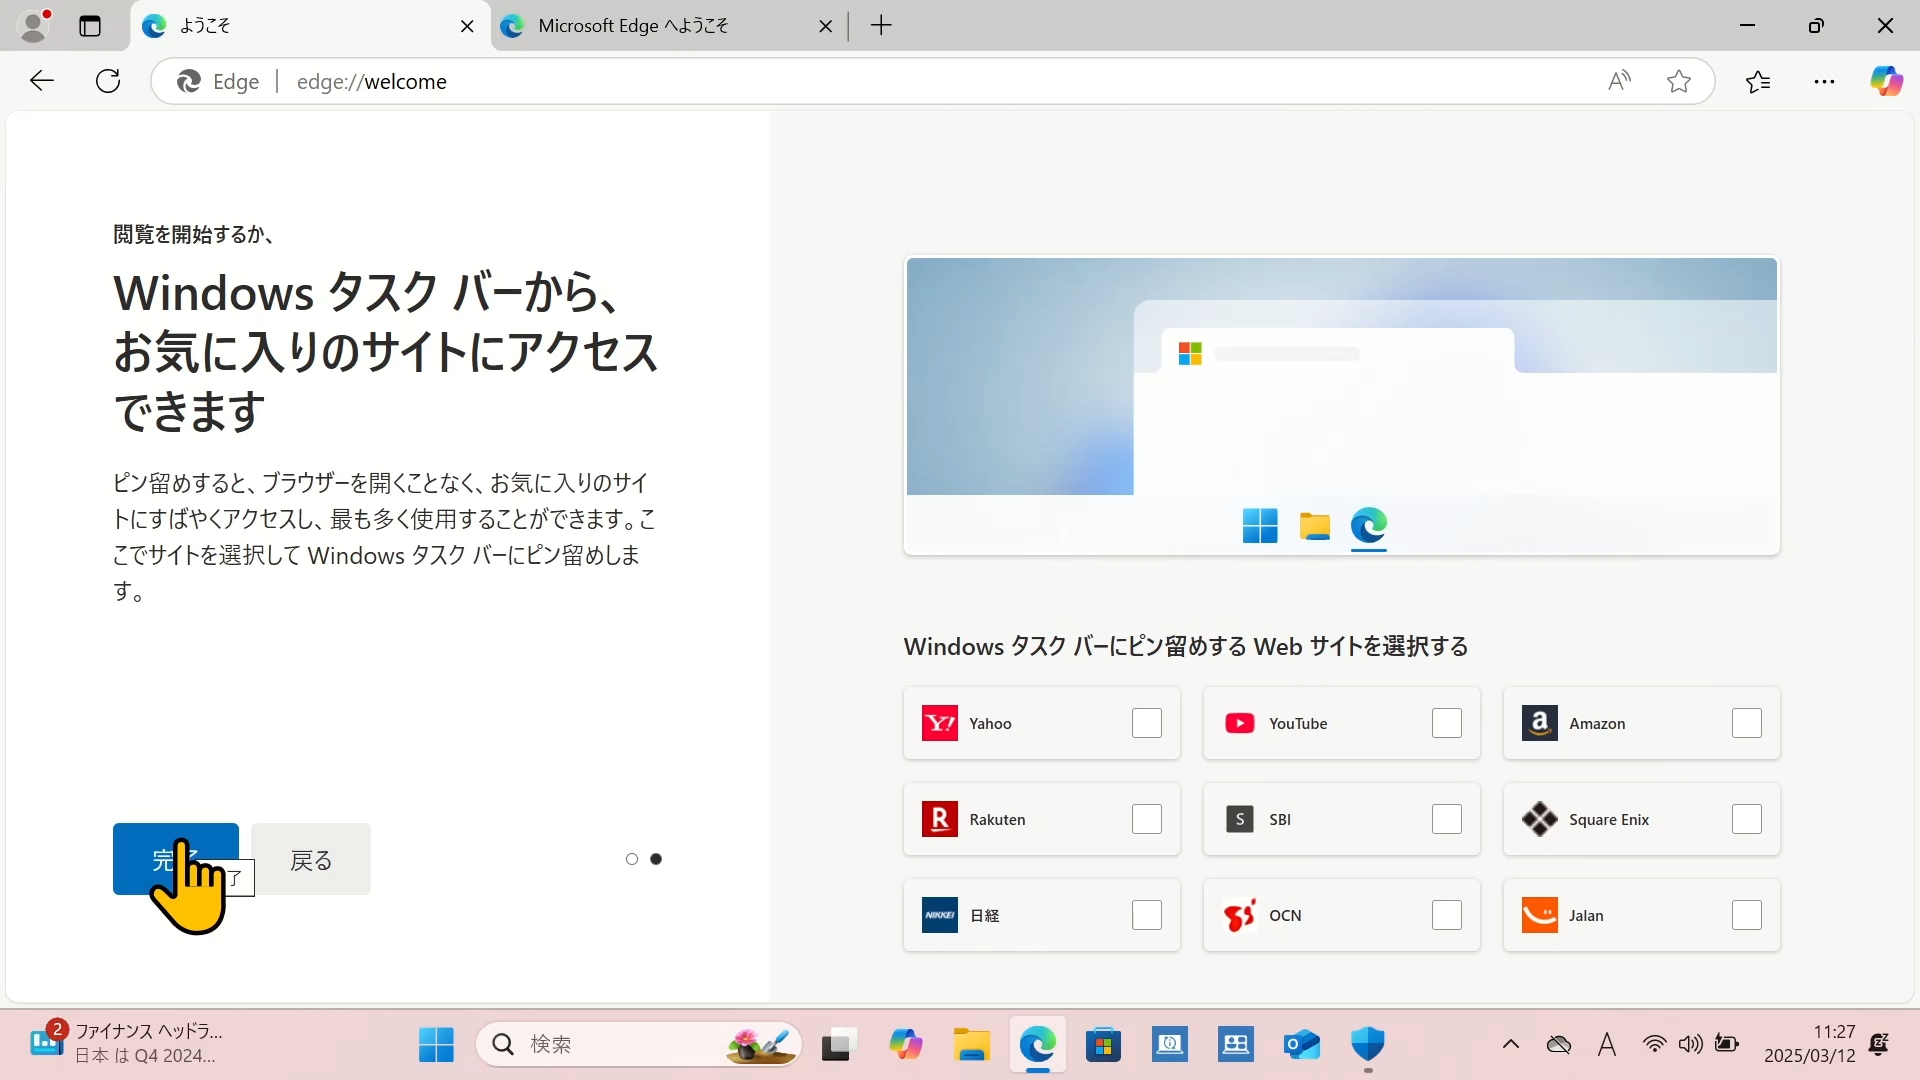 ようこそ
Microsoft Edge へようこそ
Edge
edge://welcome
閲覧を開始するか、
Windows タスク バーから、
お気に入りのサイトにアクセス
できます
ピン留めすると、ブラウザーを開くことなく、お気に入りのサイ
トにすばやくアクセスし、最も多く使用することができます。こ
こでサイトを選択して Windows タスク バーにピン留めしま
す。
完了
了
戻る
Windows タスク バーにピン留めする Web サイトを選択する
Yahoo
YouTube
Amazon
Rakuten
S SBI
Square Enix
NIKKEI 日経
OCN
Jalan
2
ファイナンス ヘッドラ...
日本 は Q4 2024...
検索
A
11:27
2025/03/12